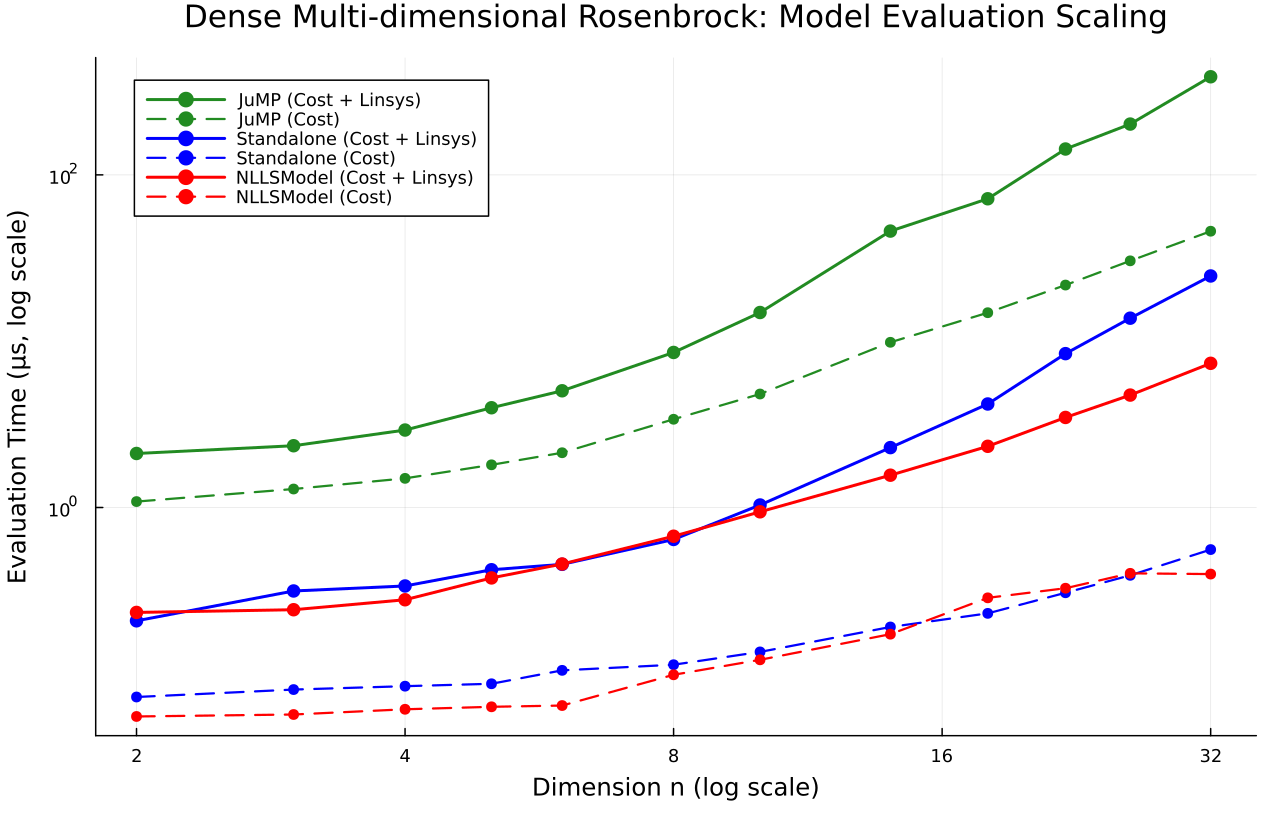 Dense Multi-dimensional Rosenbrock: Model Evaluation Scaling
JuMP (Cost + Linsys)
JuMP (Cost)
Standalone (Cost + Linsys)
Standalone (Cost)
NLLSModel (Cost + Linsys)
NLLSModel (Cost)
Evaluation Time (μs, log scale)
10²
10⁰
2 4 8 16 32
Dimension n (log scale)